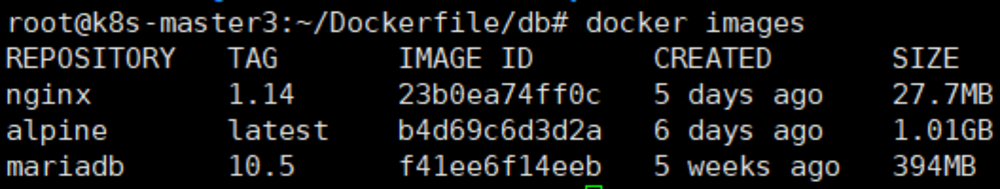 root@k8s-master3:~/Dockerfile/db# docker images
REPOSITORY   TAG       IMAGE ID       CREATED       SIZE
nginx        1.14      23b0ea74ff0c   5 days ago    27.7MB
alpine       latest    b4d69c6d3d2a   6 days ago    1.01GB
mariadb      10.5      f41ee6f14eeb   5 weeks ago   394MB